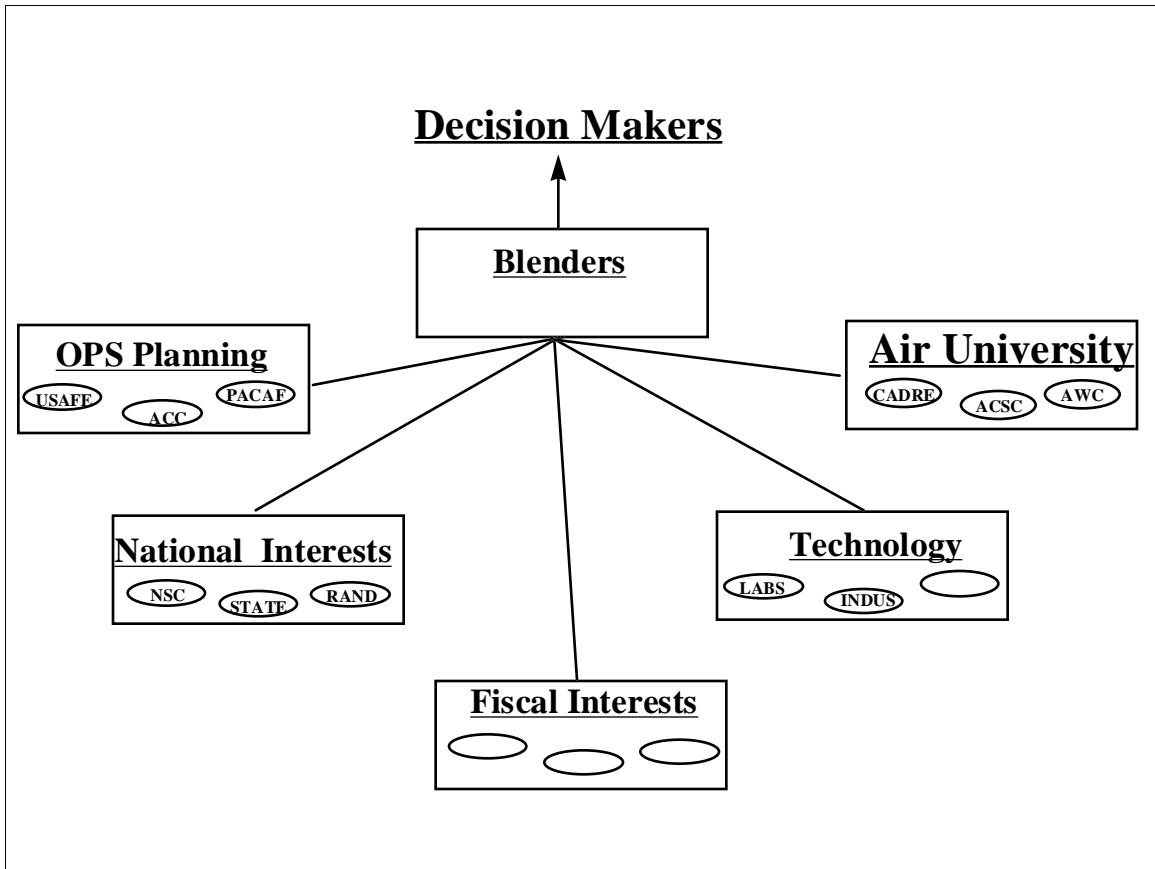 Decision Makers
Blenders
OPS Planning
USAFE
ACC
PACAF
Air University
CADRE
ACSC
AWC
National Interests
NSC
STATE
RAND
Technology
LABS
INDUS
Fiscal Interests